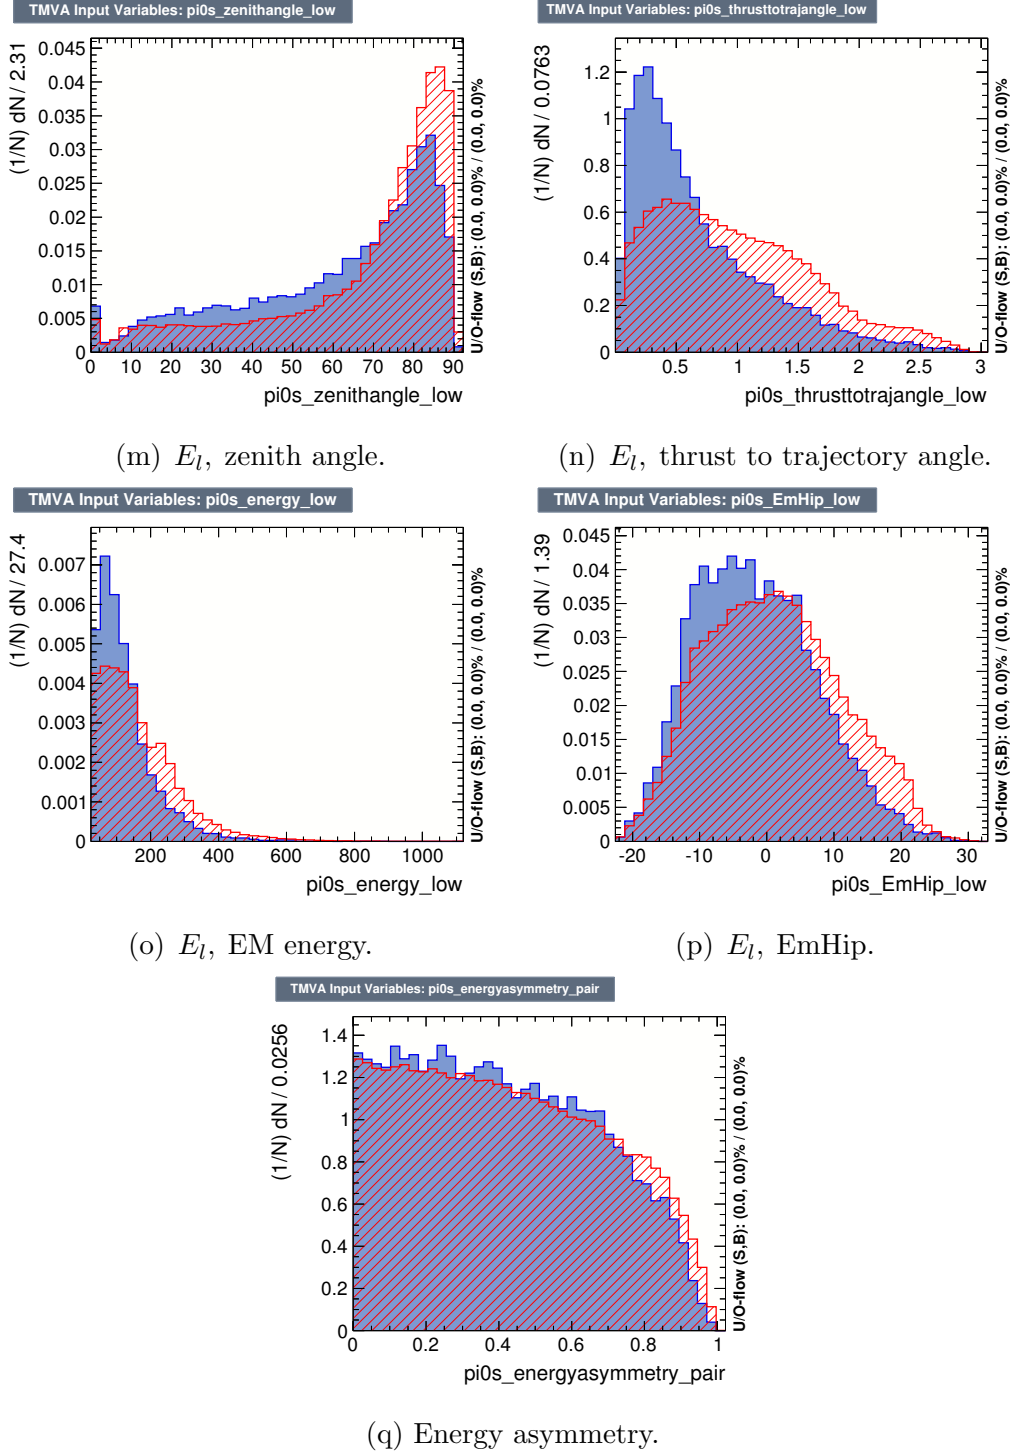 TMVA Input Variables: pi0s_zenithangle_low
(1/N) dN / 2.31
0.045
0.04
0.035
0.03
0.025
0.02
0.015
0.01
0.005
0
0 10 20 30 40 50 60 70 80 90
pi0s_zenithangle_low
U/O-flow (S,B): (0.0, 0.0)% / (0.0, 0.0)%
(m) E_l, zenith angle.
TMVA Input Variables: pi0s_thrusttotrajangle_low
(1/N) dN / 0.0763
1.2
1
0.8
0.6
0.4
0.2
0
0.5 1 1.5 2 2.5 3
pi0s_thrusttotrajangle_low
U/O-flow (S,B): (0.0, 0.0)% / (0.0, 0.0)%
(n) E_l, thrust to trajectory angle.
TMVA Input Variables: pi0s_energy_low
(1/N) dN / 27.4
0.007
0.006
0.005
0.004
0.003
0.002
0.001
0
200 400 600 800 1000
pi0s_energy_low
U/O-flow (S,B): (0.0, 0.0)% / (0.0, 0.0)%
(o) E_l, EM energy.
TMVA Input Variables: pi0s_EmHip_low
(1/N) dN / 1.39
0.045
0.04
0.035
0.03
0.025
0.02
0.015
0.01
0.005
0
-20 -10 0 10 20 30
pi0s_EmHip_low
U/O-flow (S,B): (0.0, 0.0)% / (0.0, 0.0)%
(p) E_l, EmHip.
TMVA Input Variables: pi0s_energyasymmetry_pair
(1/N) dN / 0.0256
1.4
1.2
1
0.8
0.6
0.4
0.2
0
0 0.2 0.4 0.6 0.8 1
pi0s_energyasymmetry_pair
U/O-flow (S,B): (0.0, 0.0)% / (0.0, 0.0)%
(q) Energy asymmetry.